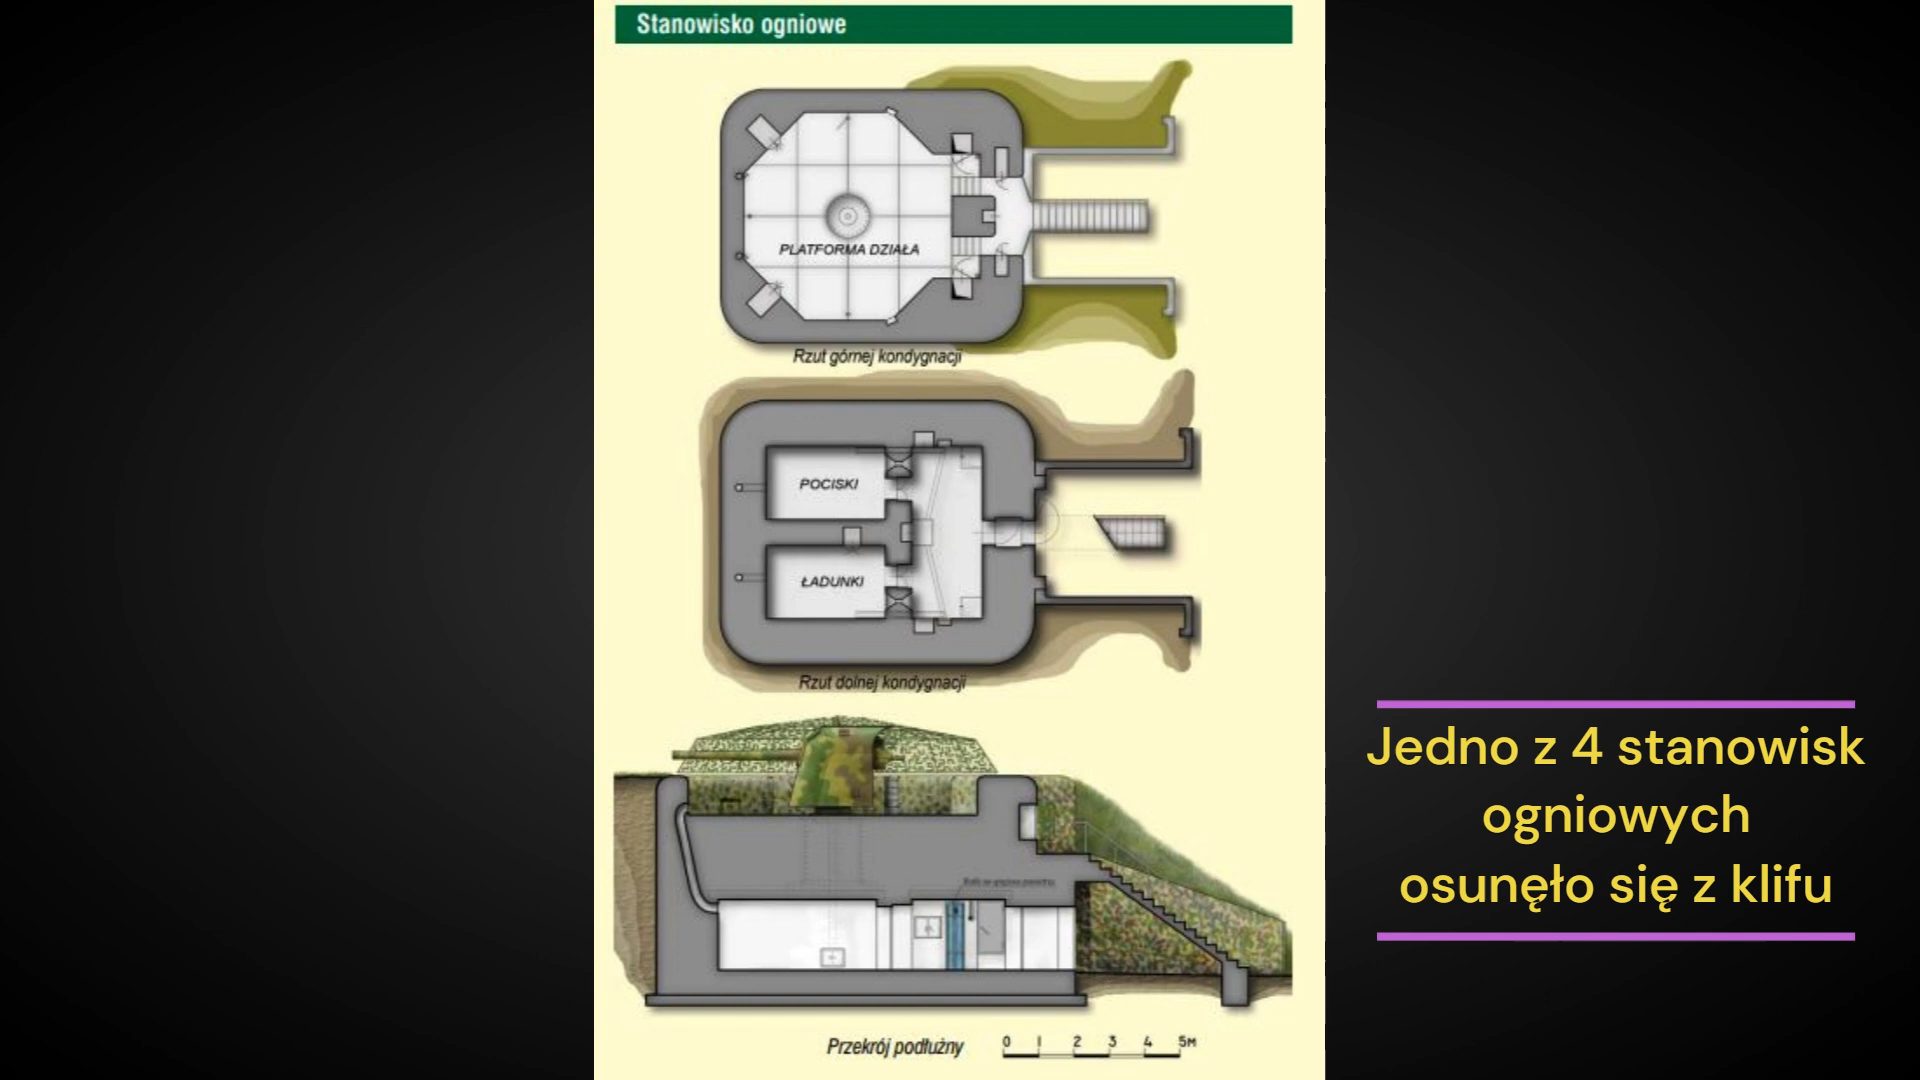 Stanowisko ogniowe
PLATFORMA DZIAŁA
Rzut górnej kondygnacji
POCISKI
ŁADUNKI
Rzut dolnej kondygnacji
Przekrój podłużny
0 1 2 3 4 5M
Jedno z 4 stanowisk
ogniowych
osunęło się z klifu